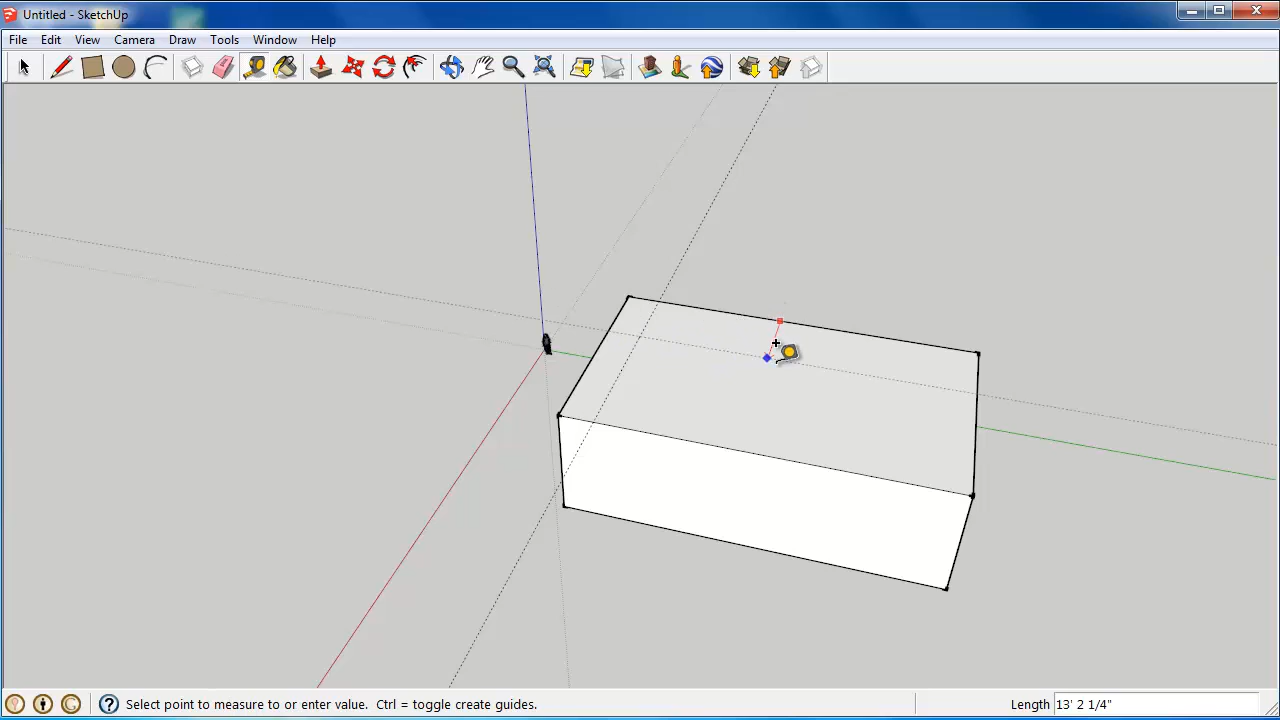 Untitled - SketchUp
File Edit View Camera Draw Tools Window Help
Select point to measure to or enter value. Ctrl = toggle create guides. Length 13' 2 1/4"